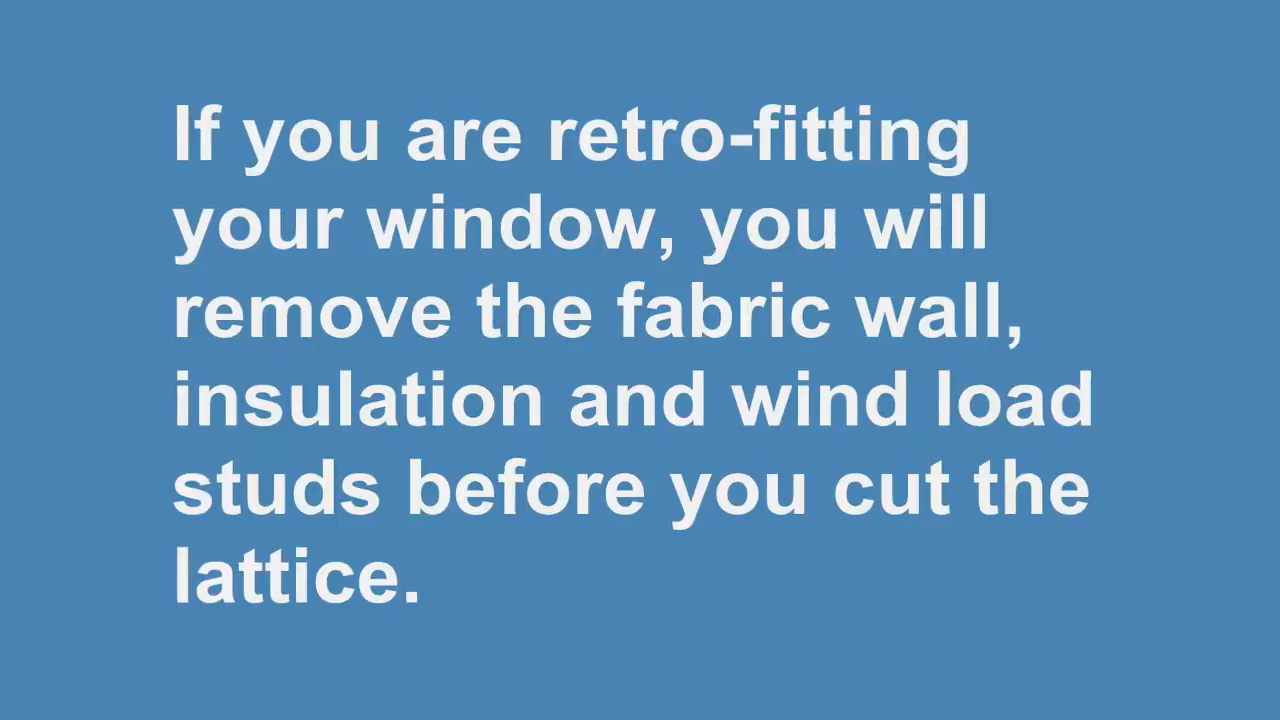 If you are retro-fitting
your window, you will
remove the fabric wall,
insulation and wind load
studs before you cut the
lattice.